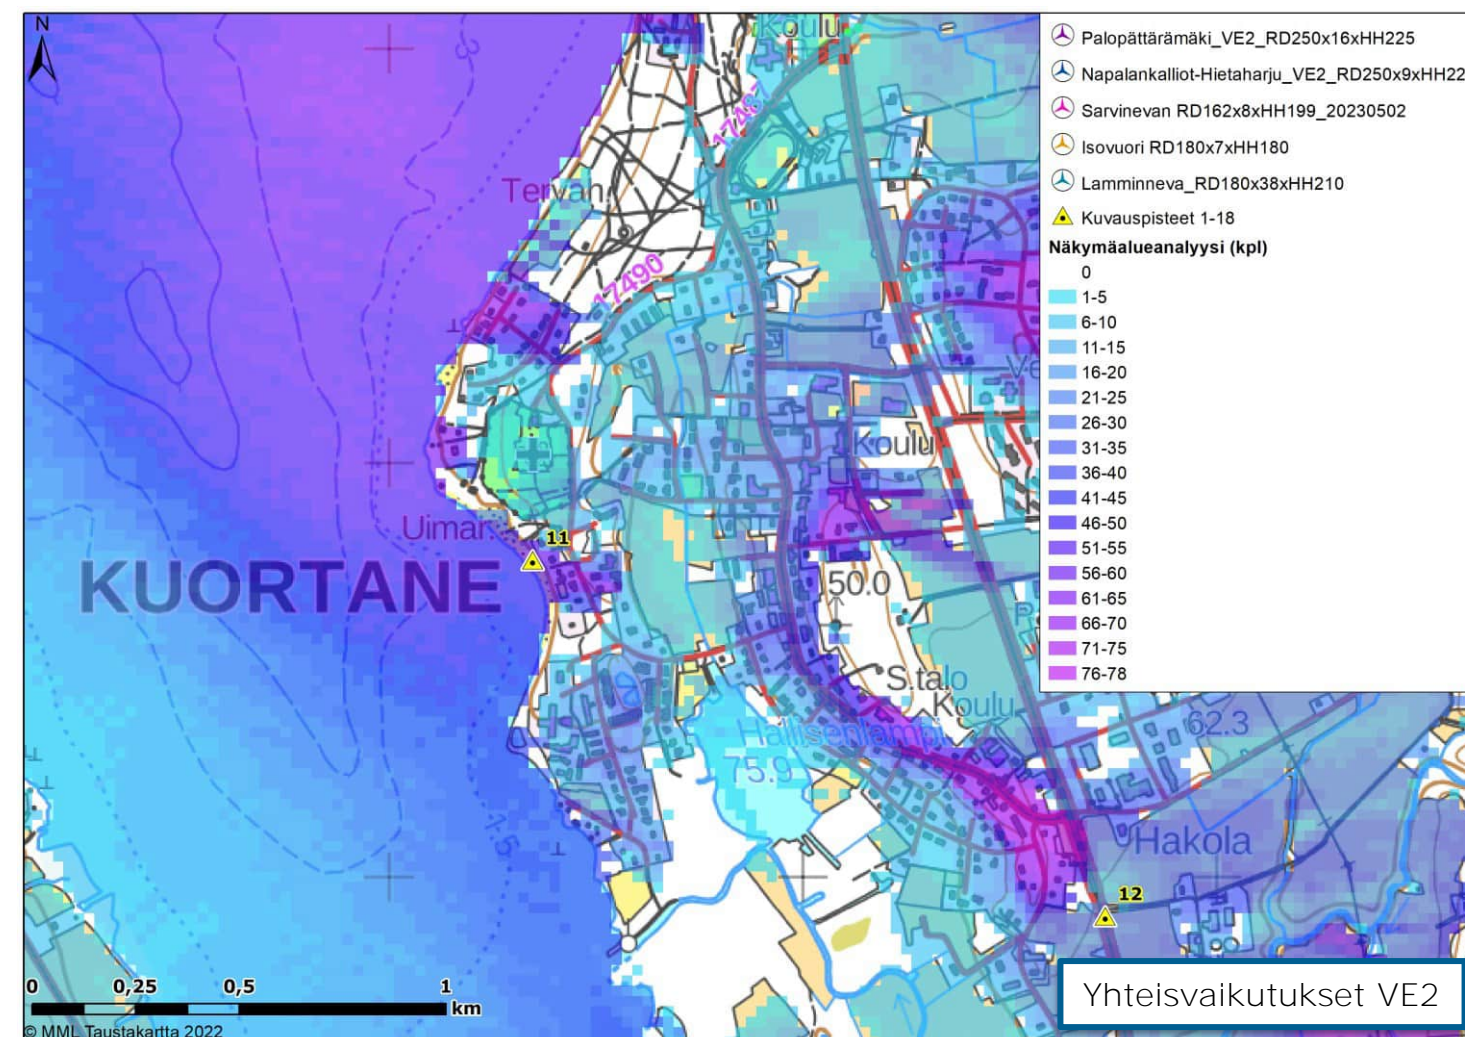 N
Koulu
17487
Tervan.
17490
Koulu
Uimar.
11
KUORTANE
50.0
S.talo
Koulu
62.3
Hallisenlampi
75.9
Hakola
12
Palopättärämäki_VE2_RD250x16xHH225
Napalankalliot-Hietaharju_VE2_RD250x9xHH22
Sarvinevan RD162x8xHH199_20230502
Isovuori RD180x7xHH180
Lamminneva_RD180x38xHH210
Kuvauspisteet 1-18
Näkymäalueanalyysi (kpl)
0
1-5
6-10
11-15
16-20
21-25
26-30
31-35
36-40
41-45
46-50
51-55
56-60
61-65
66-70
71-75
76-78
0 0,25 0,5 1
km
© MML Taustakartta 2022
Yhteisvaikutukset VE2